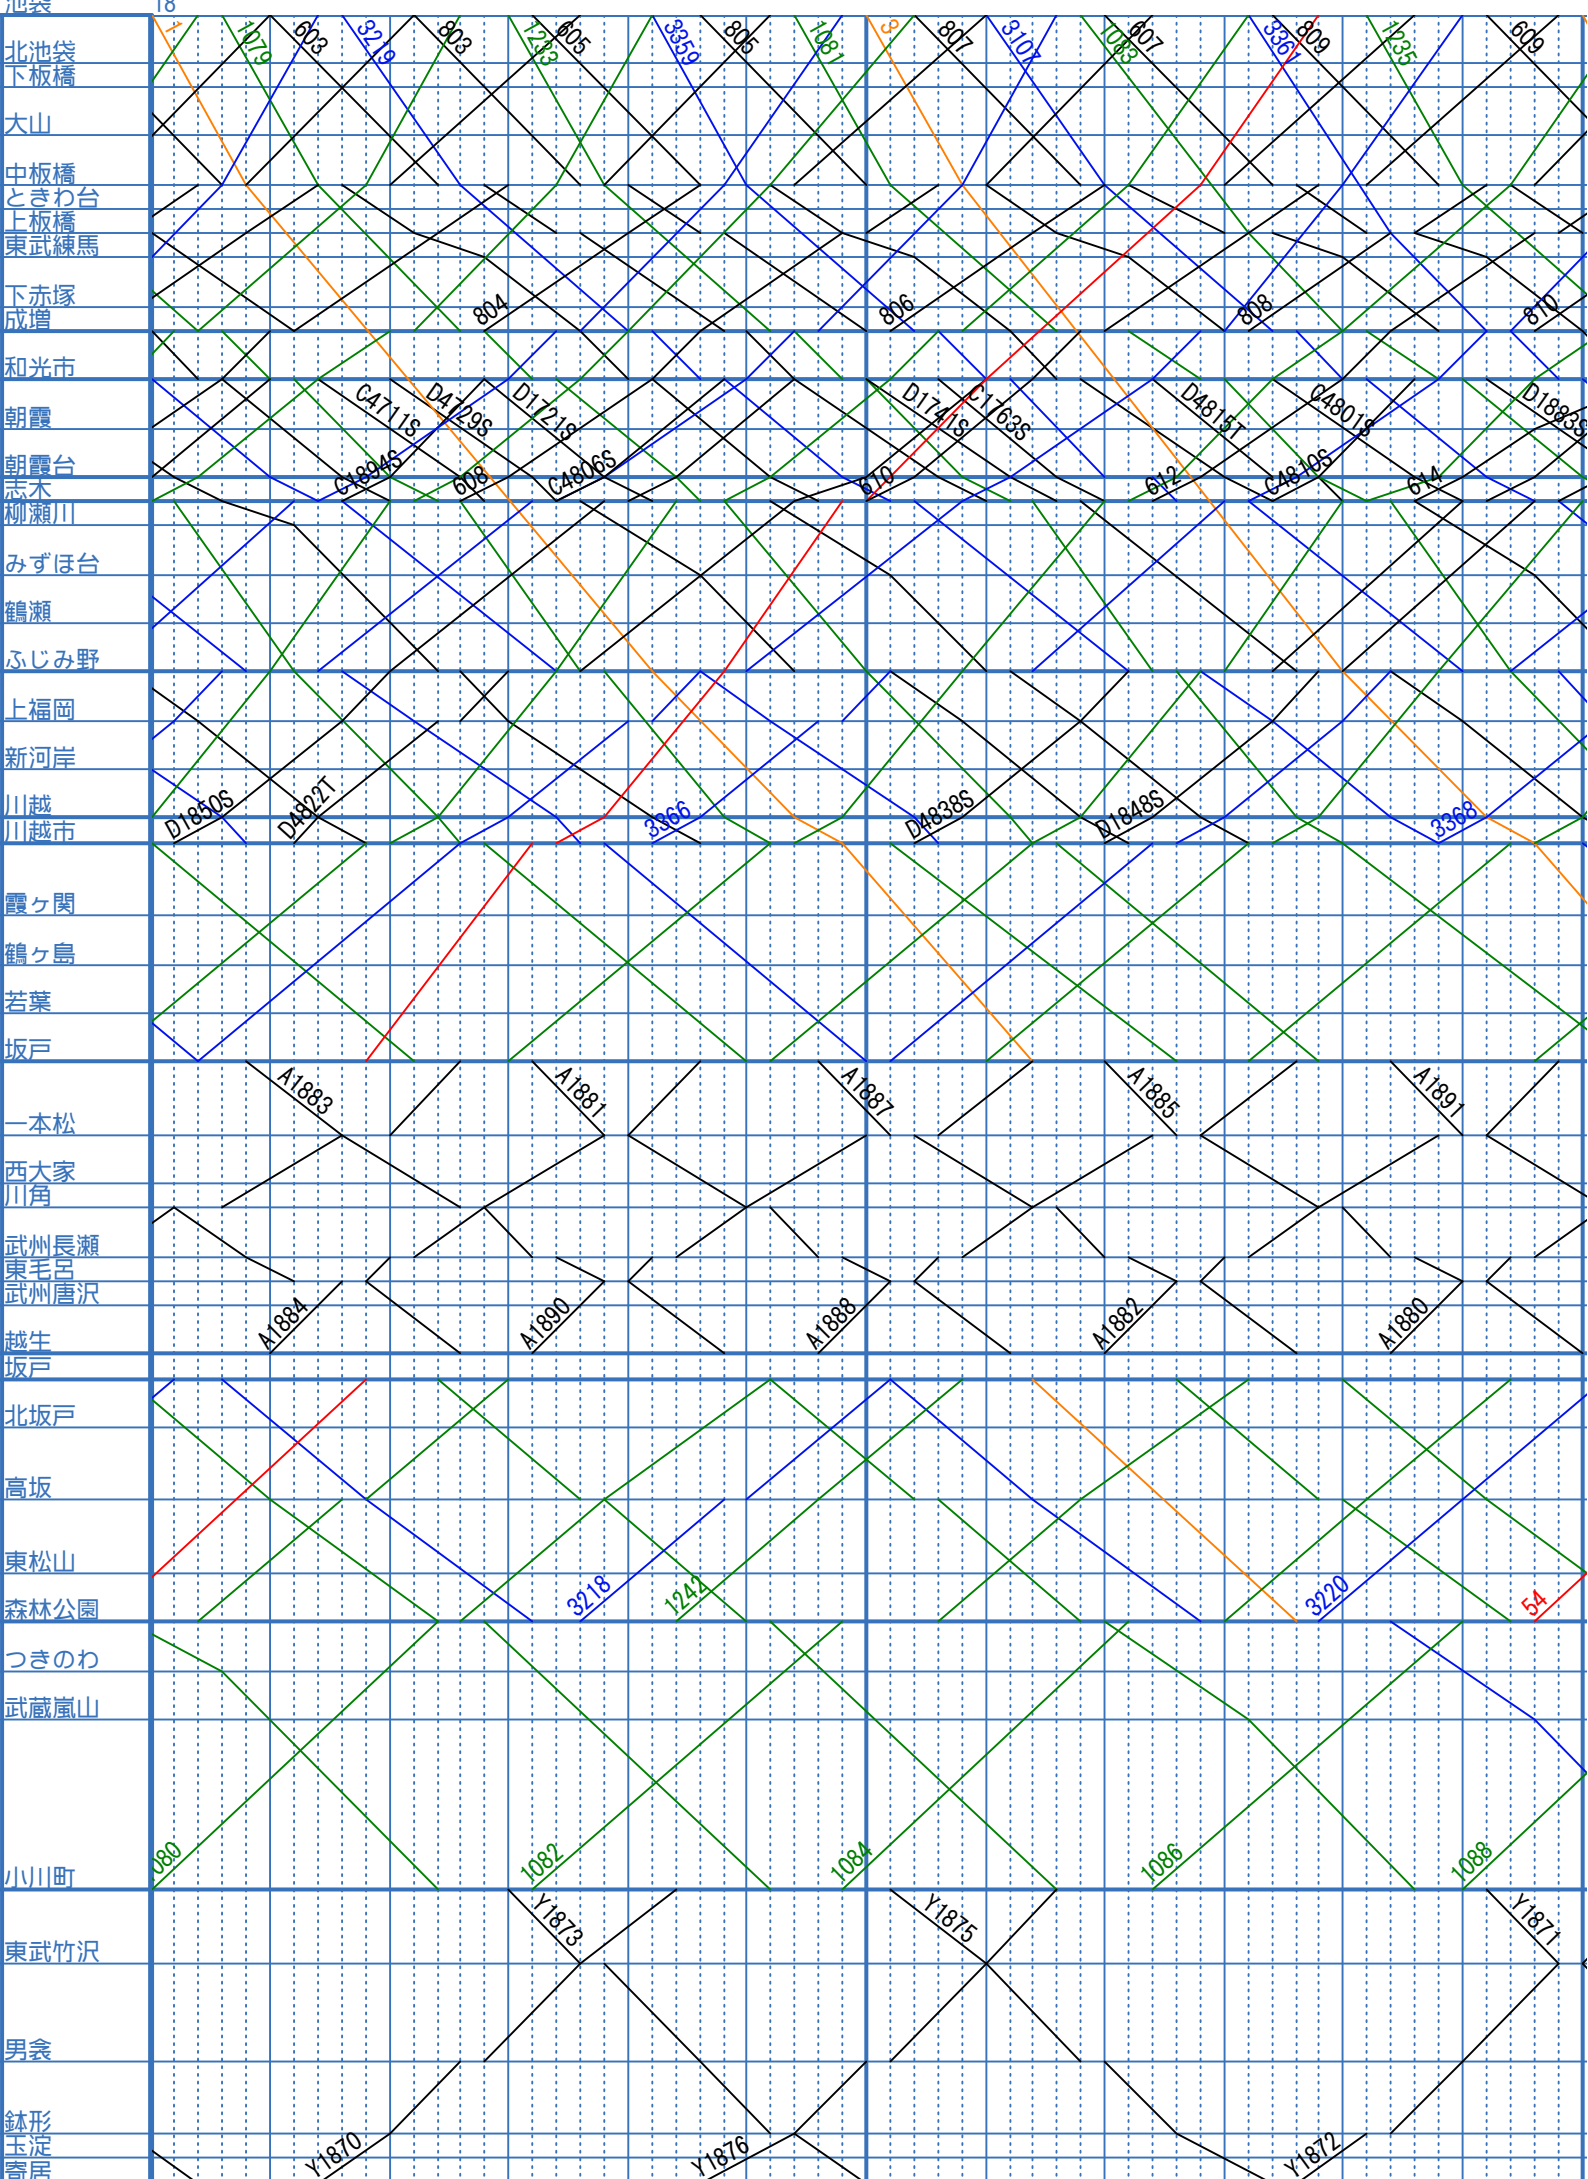 池袋 18
1 1079 603 3219 803 1233 605 3359 805 1081 3 807 3107 1083 607 3361 809 1235 609
北池袋
下板橋
大山
中板橋
ときわ台
上板橋
東武練馬
下赤塚
804 806 808 810
成増
和光市
C4711S D4729S D1721S D1741S C1763S D4815T C4801S D1883S
朝霞
朝霞台
C1894S 608 C4806S 610 612 C4810S 614
志木
柳瀬川
みずほ台
鶴瀬
ふじみ野
上福岡
新河岸
川越
D1850S D4822T 3366 D4838S D1848S 3368
川越市
霞ヶ関
鶴ヶ島
若葉
坂戸
A1883 A1881 A1887 A1885 A1891
一本松
西大家
川角
武州長瀬
東毛呂
武州唐沢
A1884 A1890 A1888 A1882 A1880
越生
坂戸
北坂戸
高坂
東松山
3218 1242 3220 54
森林公園
つきのわ
武蔵嵐山
080 1082 1084 1086 1088
小川町
Y1873 Y1875 Y1871
東武竹沢
男衾
鉢形
玉淀
Y1870 Y1876 Y1872
寄居